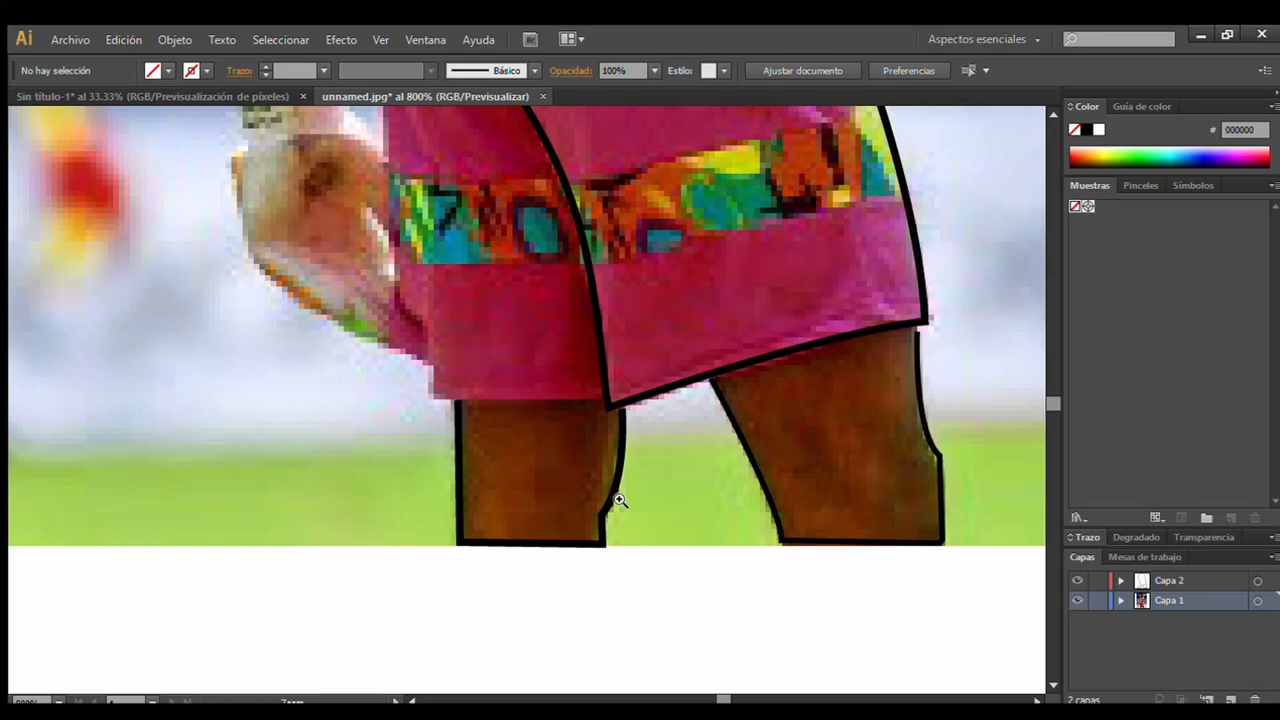 Ai Archivo Edición Objeto Texto Seleccionar Efecto Ver Ventana Ayuda Br Aspectos esenciales
No hay selección Trazo: Básico Opacidad: 100% Estilo: Ajustar documento Preferencias
Sin título-1* al 33.33% (RGB/Previsualización de píxeles) × unnamed.jpg* al 800% (RGB/Previsualizar) ×
Color Guía de color
# 000000
Muestras Pinceles Símbolos
Trazo Degradado Transparencia
Capas Mesas de trabajo
Capa 2
Capa 1
2 capas